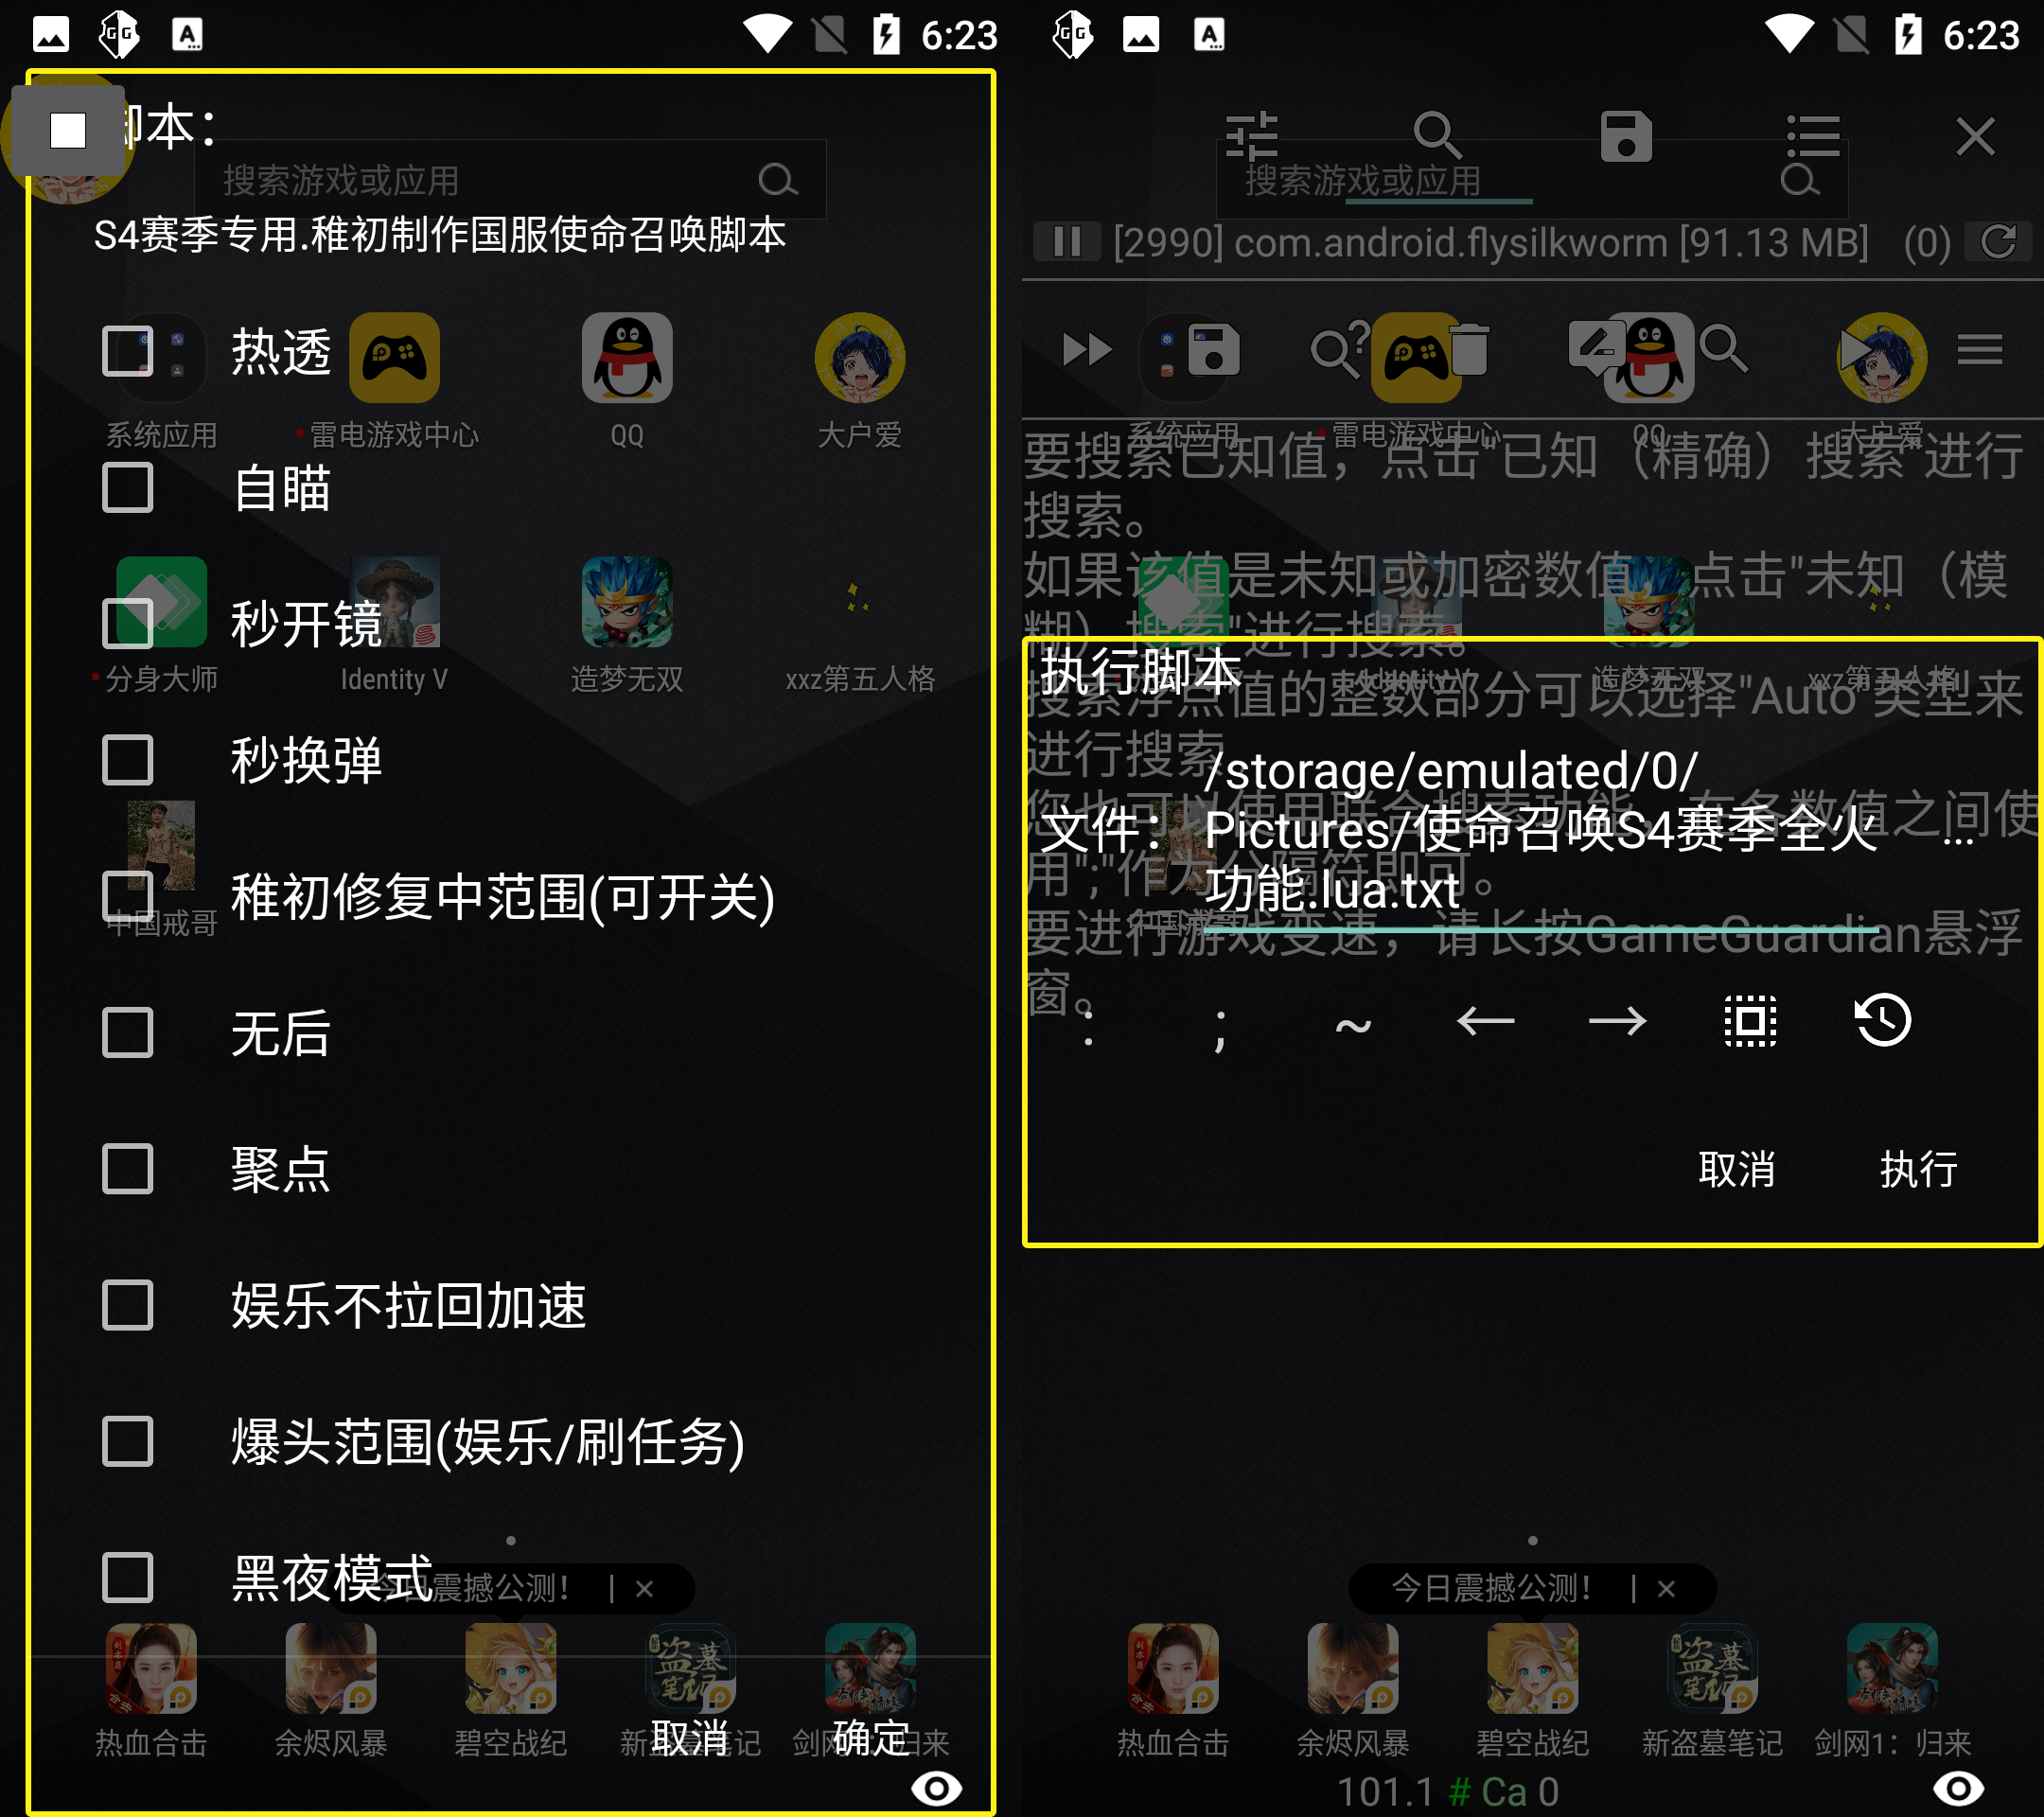 6:23
脚本：
搜索游戏或应用
S4赛季专用.稚初制作国服使命召唤脚本
热透
系统应用
雷电游戏中心
QQ
大户爱
自瞄
秒开镜
分身大师
Identity V
造梦无双
xxz第五人格
秒换弹
稚初修复中范围(可开关)
中国戒哥
无后
聚点
娱乐不拉回加速
爆头范围(娱乐/刷任务)
黑夜模式
今日震撼公测！ | ×
热血合击
余烬风暴
碧空战纪
新盗墓笔记
剑网1：归来
取消
确定
6:23
搜索游戏或应用
[2990] com.android.flysilkworm [91.13 MB] (0)
系统应用
雷电游戏中心
QQ
大户爱
要搜索已知值，点击"已知（精确）搜索"进行
搜索。
如果该值是未知或加密数值，点击"未知（模
糊）搜索"进行搜索。
Identity V
造梦无双
xxz第五人格
执行脚本
搜索浮点值的整数部分可以选择"Auto"类型来
进行搜索
/storage/emulated/0/
您也可以使用联合搜索功能，在各数值之间使
文件：
Pictures/使命召唤S4赛季全火
...
用";"作为分隔符即可。
功能.lua.txt
中国戒哥
要进行游戏变速，请长按GameGuardian悬浮
窗。
: ; ~ ← →
取消
执行
今日震撼公测！ | ×
热血合击
余烬风暴
碧空战纪
新盗墓笔记
剑网1：归来
101.1 # Ca 0